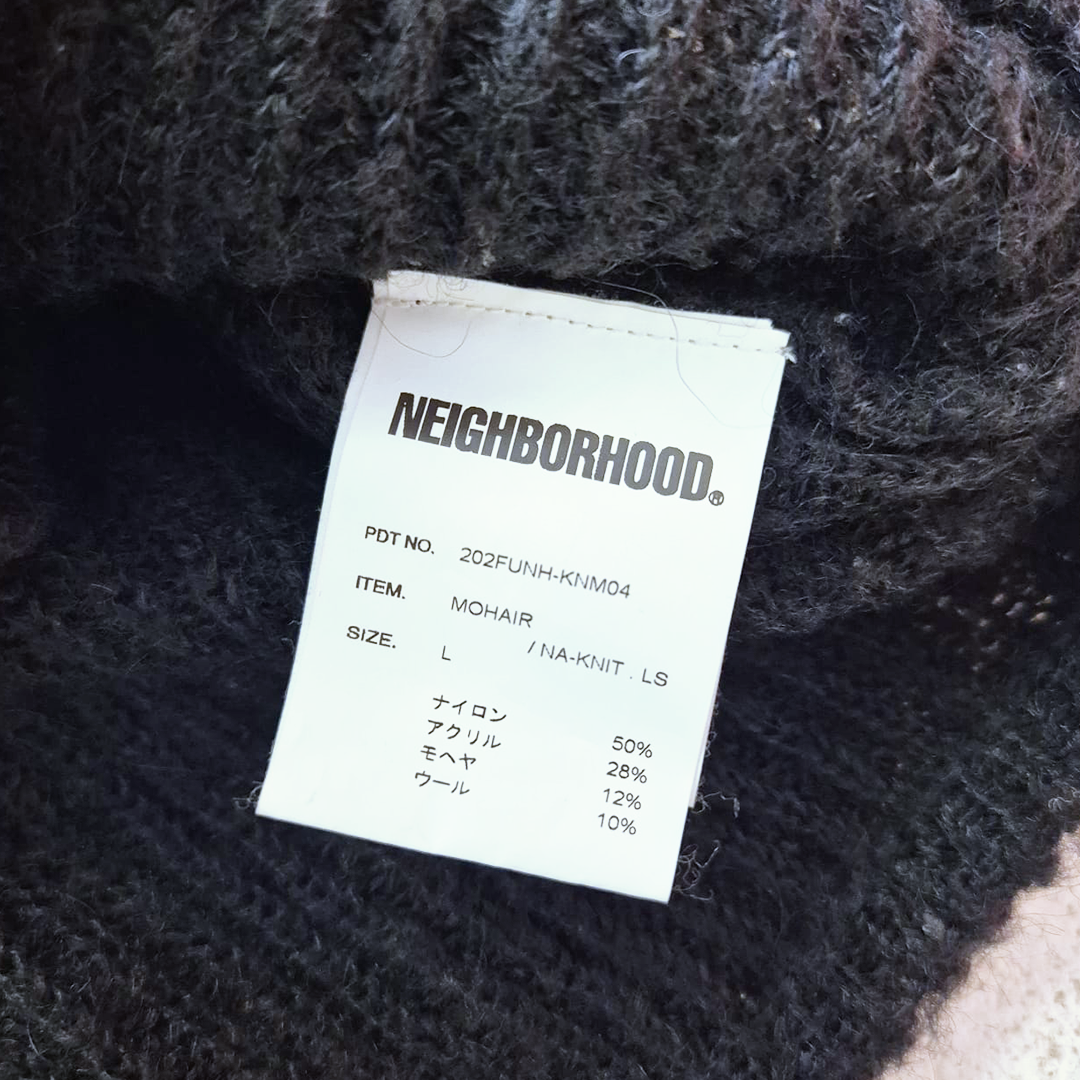 NEIGHBORHOOD®
PDT NO. 202FUNH-KNM04
ITEM. MOHAIR / NA-KNIT . LS
SIZE. L
ナイロン 50%
アクリル 28%
モヘヤ 12%
ウール 10%